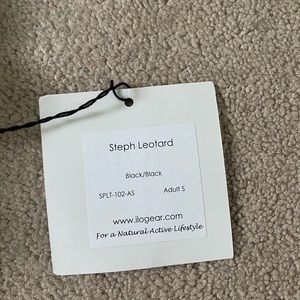 Steph Leotard
Black/Black
SPLT-102-AS Adult S
www.ilogear.com
For a Natural Active Lifestyle